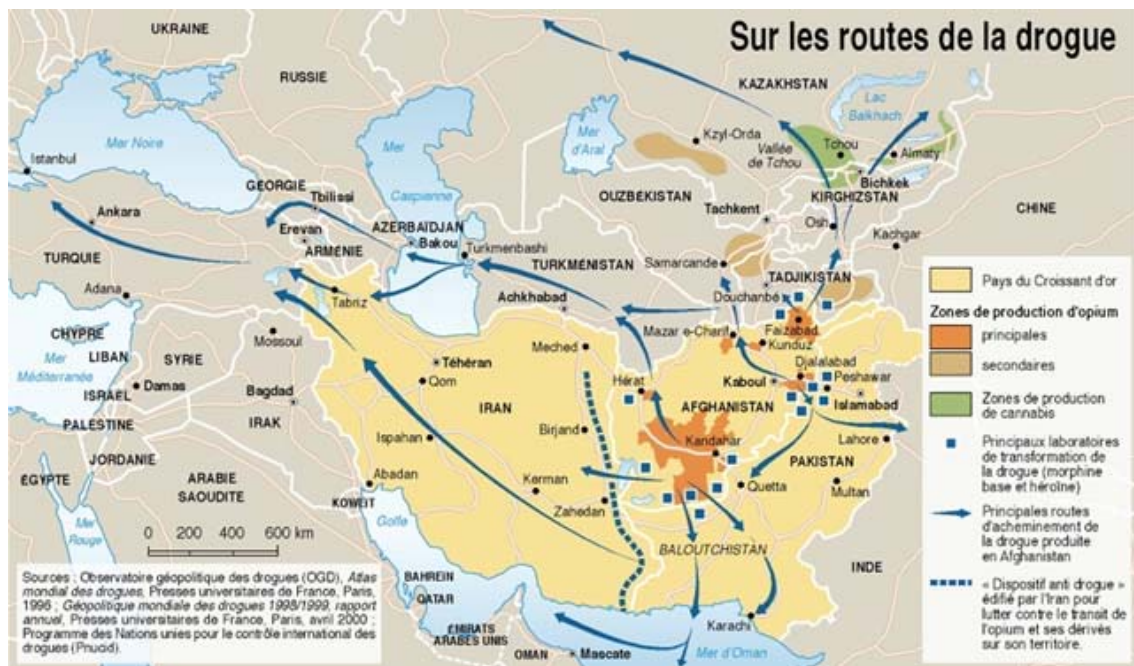 Sur les routes de la drogue
UKRAINE
RUSSIE
KAZAKHSTAN
Lac
Balkhach
Mer Noire
Mer
Caspienne
Mer
d'Aral
Kzyl-Orda
Vallée
de Tchou
Tchou
Almaty
Istanbul
GÉORGIE
Tbilissi
OUZBÉKISTAN
Bichkek
KIRGHIZSTAN
CHINE
Ankara
Erevan
AZERBAÏDJAN
Bakou
ARMÉNIE
Turkmenbashi
Tachkent
Osh
Kachgar
TURQUIE
TURKMÉNISTAN
Samarcande
TADJIKISTAN
Adana
Tabriz
Achkhabad
Douchanbé
CHYPRE
Mossoul
Mazar e-Charif
Faizabad
Kunduz
Mer
Méditerranée
LIBAN
SYRIE
Téhéran
Meched
Djalalabad
Peshawar
Damas
Bagdad
Qom
Hérat
Kaboul
Islamabad
ISRAËL
IRAN
AFGHANISTAN
PALESTINE
IRAK
Ispahan
Birjand
Kandahar
Lahore
JORDANIE
PAKISTAN
ÉGYPTE
ARABIE
SAOUDITE
Abadan
Kerman
Quetta
Multan
KOWEIT
Zahedan
Mer
Rouge
Golfe
BALOUTCHISTAN
INDE
BAHREIN
QATAR
ÉMIRATS
ARABES UNIS
OMAN
Mascate
Karachi
Mer d'Oman
0 200 400 600 km
Sources : Observatoire géopolitique des drogues (OGD), Atlas
mondial des drogues, Presses universitaires de France, Paris,
1996 ; Géopolitique mondiale des drogues 1998/1999, rapport
annuel, Presses universitaires de France, Paris, avril 2000 ;
Programme des Nations unies pour le contrôle international des
drogues (Pnucid).
Pays du Croissant d'or
Zones de production d'opium
principales
secondaires
Zones de production
de cannabis
Principaux laboratoires
de transformation de
la drogue (morphine
base et héroïne)
Principales routes
d'acheminement de
la drogue produite
en Afghanistan
« Dispositif anti drogue »
édifié par l'Iran pour
lutter contre le transit de
l'opium et ses dérivés
sur son territoire.